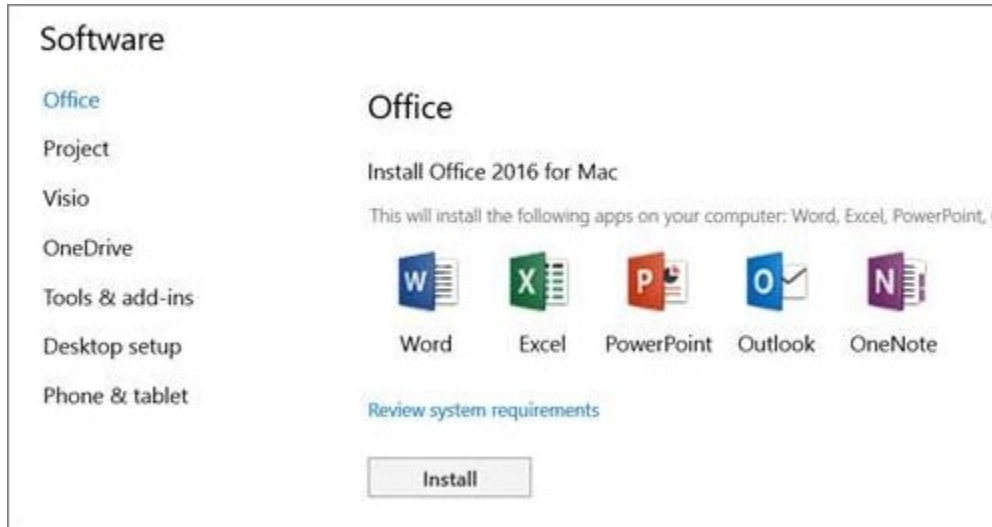 Software
Office
Project
Visio
OneDrive
Tools & add-ins
Desktop setup
Phone & tablet
Office
Install Office 2016 for Mac
This will install the following apps on your computer: Word, Excel, PowerPoint,
W X P O N
Word Excel PowerPoint Outlook OneNote
Review system requirements
Install